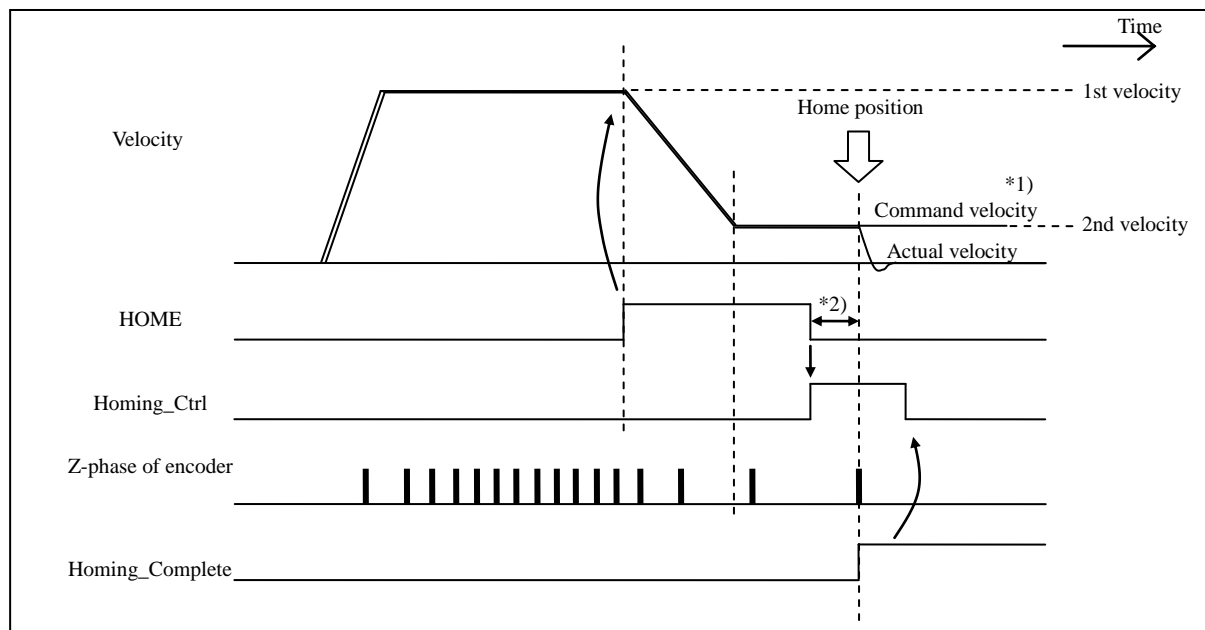 Time
1st velocity
Home position
Velocity
*1)
Command velocity
2nd velocity
Actual velocity
HOME
*2)
Homing_Ctrl
Z-phase of encoder
Homing_Complete